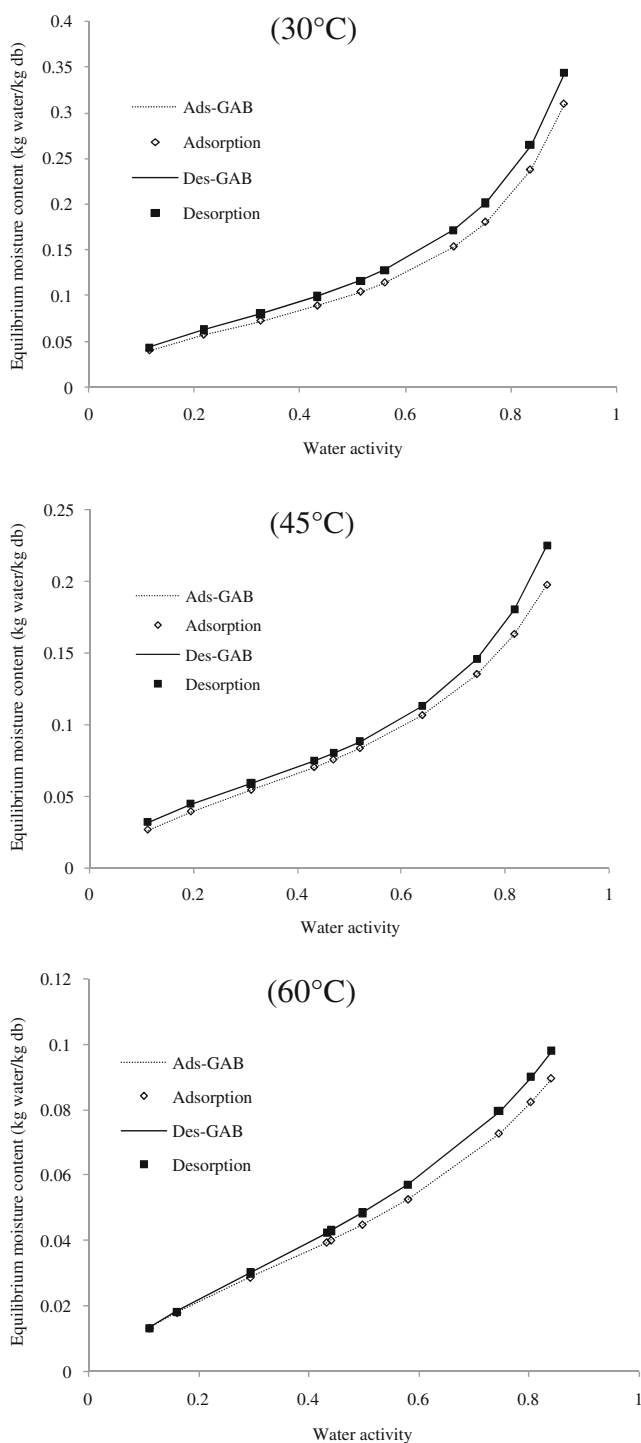 (30°C)
Equilibrium moisture content (kg water/kg db)
0.4
0.35
0.3
0.25
0.2
0.15
0.1
0.05
0
Ads-GAB
Adsorption
Des-GAB
Desorption
0 0.2 0.4 0.6 0.8 1
Water activity
(45°C)
Equilibrium moisture content (kg water/kg db)
0.25
0.2
0.15
0.1
0.05
0
Ads-GAB
Adsorption
Des-GAB
Desorption
0 0.2 0.4 0.6 0.8 1
Water activity
(60°C)
Equilibrium moisture content (kg water/kg db)
0.12
0.1
0.08
0.06
0.04
0.02
0
Ads-GAB
Adsorption
Des-GAB
Desorption
0 0.2 0.4 0.6 0.8 1
Water activity